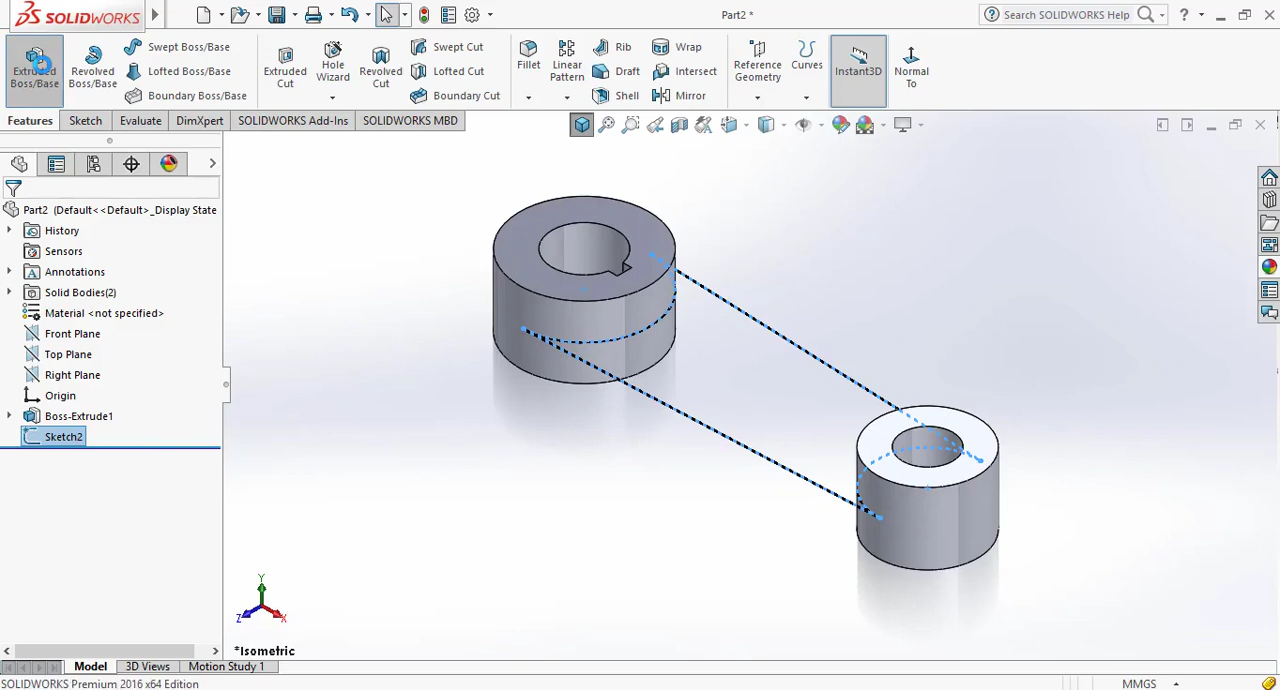 SOLIDWORKS
Part2 *
Search SOLIDWORKS Help
?
Extruded Boss/Base
Revolved Boss/Base
Swept Boss/Base
Lofted Boss/Base
Boundary Boss/Base
Extruded Cut
Hole Wizard
Revolved Cut
Swept Cut
Lofted Cut
Boundary Cut
Fillet
Linear Pattern
Rib
Draft
Shell
Wrap
Intersect
Mirror
Reference Geometry
Curves
Instant3D
Normal To
Features
Sketch
Evaluate
DimXpert
SOLIDWORKS Add-Ins
SOLIDWORKS MBD
Part2 (Default<<Default>_Display State
History
Sensors
Annotations
Solid Bodies(2)
Material <not specified>
Front Plane
Top Plane
Right Plane
Origin
Boss-Extrude1
Sketch2
Y
Z
X
*Isometric
Model
3D Views
Motion Study 1
SOLIDWORKS Premium 2016 x64 Edition
MMGS